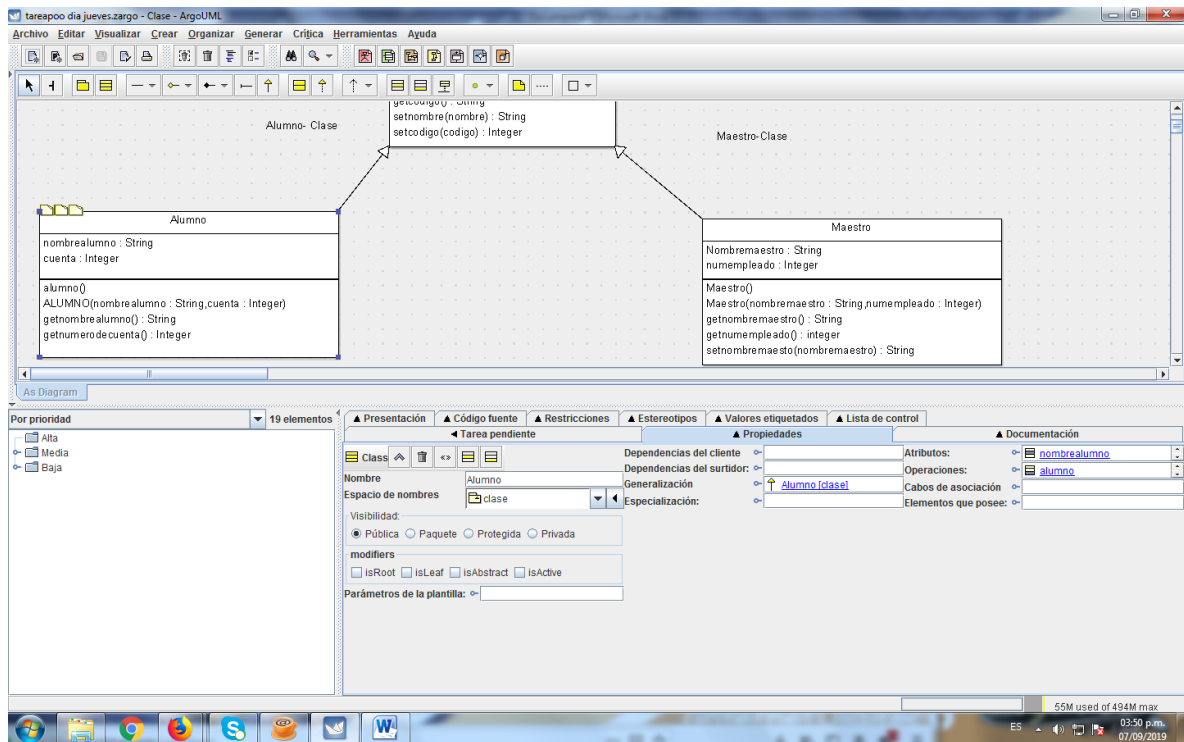 tareapoo dia jueves.zargo - Clase - ArgoUML
Archivo Editar Visualizar Crear Organizar Generar Crítica Herramientas Ayuda
getcodigo() : String
setnombre(nombre) : String
setcodigo(codigo) : Integer
Alumno- Clase
Maestro-Clase
Alumno
nombrealumno : String
cuenta : Integer
alumno()
ALUMNO(nombrealumno : String,cuenta : Integer)
getnombrealumno() : String
getnumerodecuenta() : Integer
Maestro
Nombremaestro : String
numempleado : Integer
Maestro()
Maestro(nombremaestro : String,numempleado : Integer)
getnombremaestro() : String
getnumempleado() : integer
setnombremaesto(nombremaestro) : String
As Diagram
Por prioridad
19 elementos
Alta
Media
Baja
Presentación
Código fuente
Restricciones
Estereotipos
Valores etiquetados
Lista de control
Tarea pendiente
Propiedades
Documentación
Class
Nombre
Alumno
Espacio de nombres
clase
Visibilidad:
Pública
Paquete
Protegida
Privada
modifiers
isRoot
isLeaf
isAbstract
isActive
Parámetros de la plantilla:
Dependencias del cliente
Dependencias del surtidor:
Generalización
Alumno [clase]
Especialización:
Atributos:
nombrealumno
Operaciones:
alumno
Cabos de asociación
Elementos que posee:
55M used of 494M max
ES
03:50 p.m.
07/09/2019